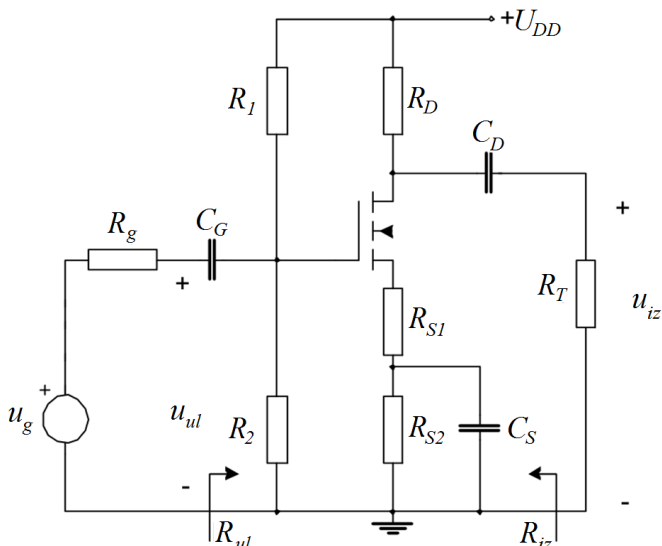 +U_DD
R_1
R_D
C_D
R_g
C_G
+
+
R_T
u_iz
R_S1
+
u_g
u_ul
R_2
R_S2
C_S
-
-
R_ul
R_iz